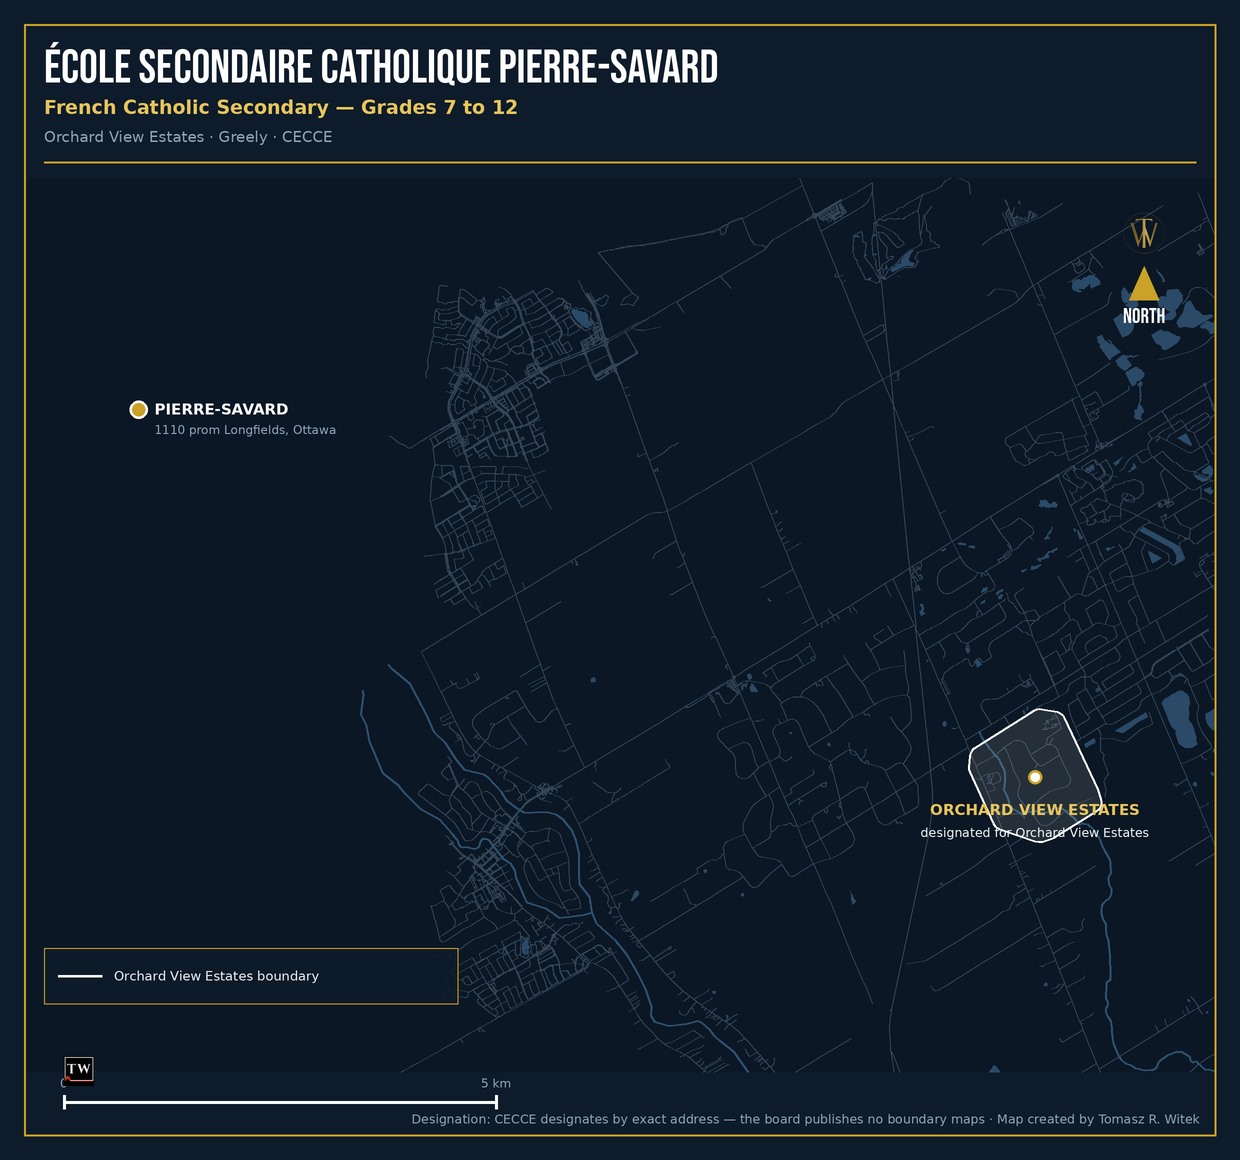 ÉCOLE SECONDAIRE CATHOLIQUE PIERRE-SAVARD
French Catholic Secondary — Grades 7 to 12
Orchard View Estates · Greely · CECCE
NORTH
PIERRE-SAVARD
1110 prom Longfields, Ottawa
ORCHARD VIEW ESTATES
designated for Orchard View Estates
Orchard View Estates boundary
TW
5 km
Designation: CECCE designates by exact address — the board publishes no boundary maps · Map created by Tomasz R. Witek